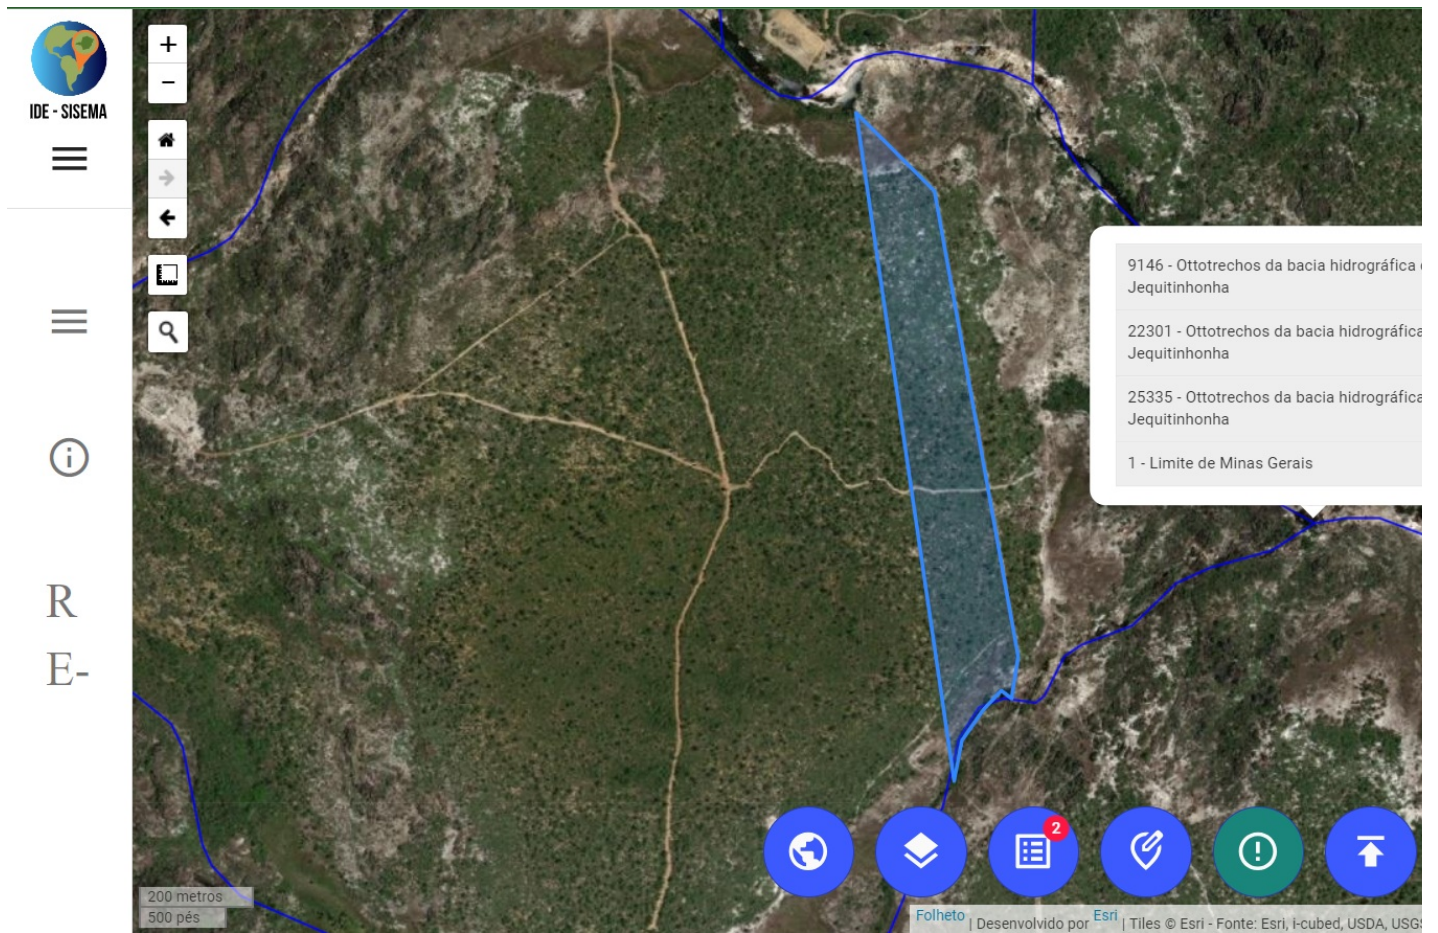 IDE - SISEMA
+
−
R
E-
9146 - Ottotrechos da bacia hidrográfica
Jequitinhonha
22301 - Ottotrechos da bacia hidrográfica
Jequitinhonha
25335 - Ottotrechos da bacia hidrográfica
Jequitinhonha
1 - Limite de Minas Gerais
2
200 metros
500 pés
Folheto | Desenvolvido por Esri | Tiles © Esri - Fonte: Esri, i-cubed, USDA, USGS